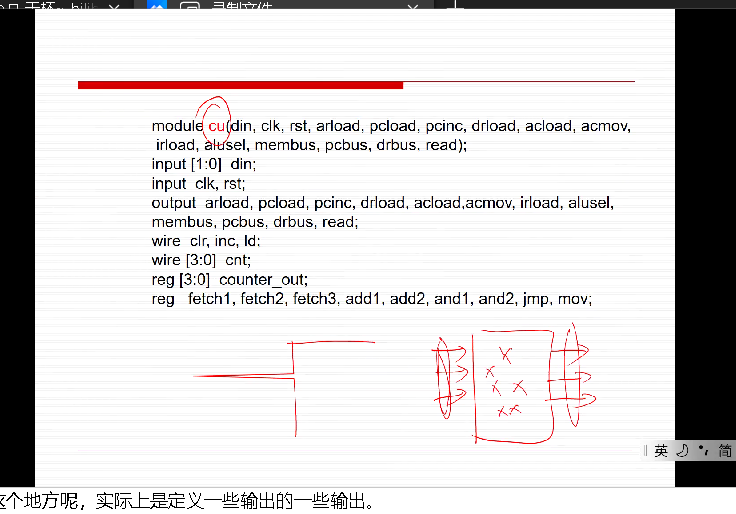 录制文件
module cu(din, clk, rst, arload, pcload, pcinc, drload, acload, acmov,
irload, alusel, membus, pcbus, drbus, read);
input [1:0] din;
input clk, rst;
output arload, pcload, pcinc, drload, acload,acmov, irload, alusel,
membus, pcbus, drbus, read;
wire clr, inc, ld;
wire [3:0] cnt;
reg [3:0] counter_out;
reg fetch1, fetch2, fetch3, add1, add2, and1, and2, jmp, mov;
英 简
这个地方呢，实际上是定义一些输出的一些输出。